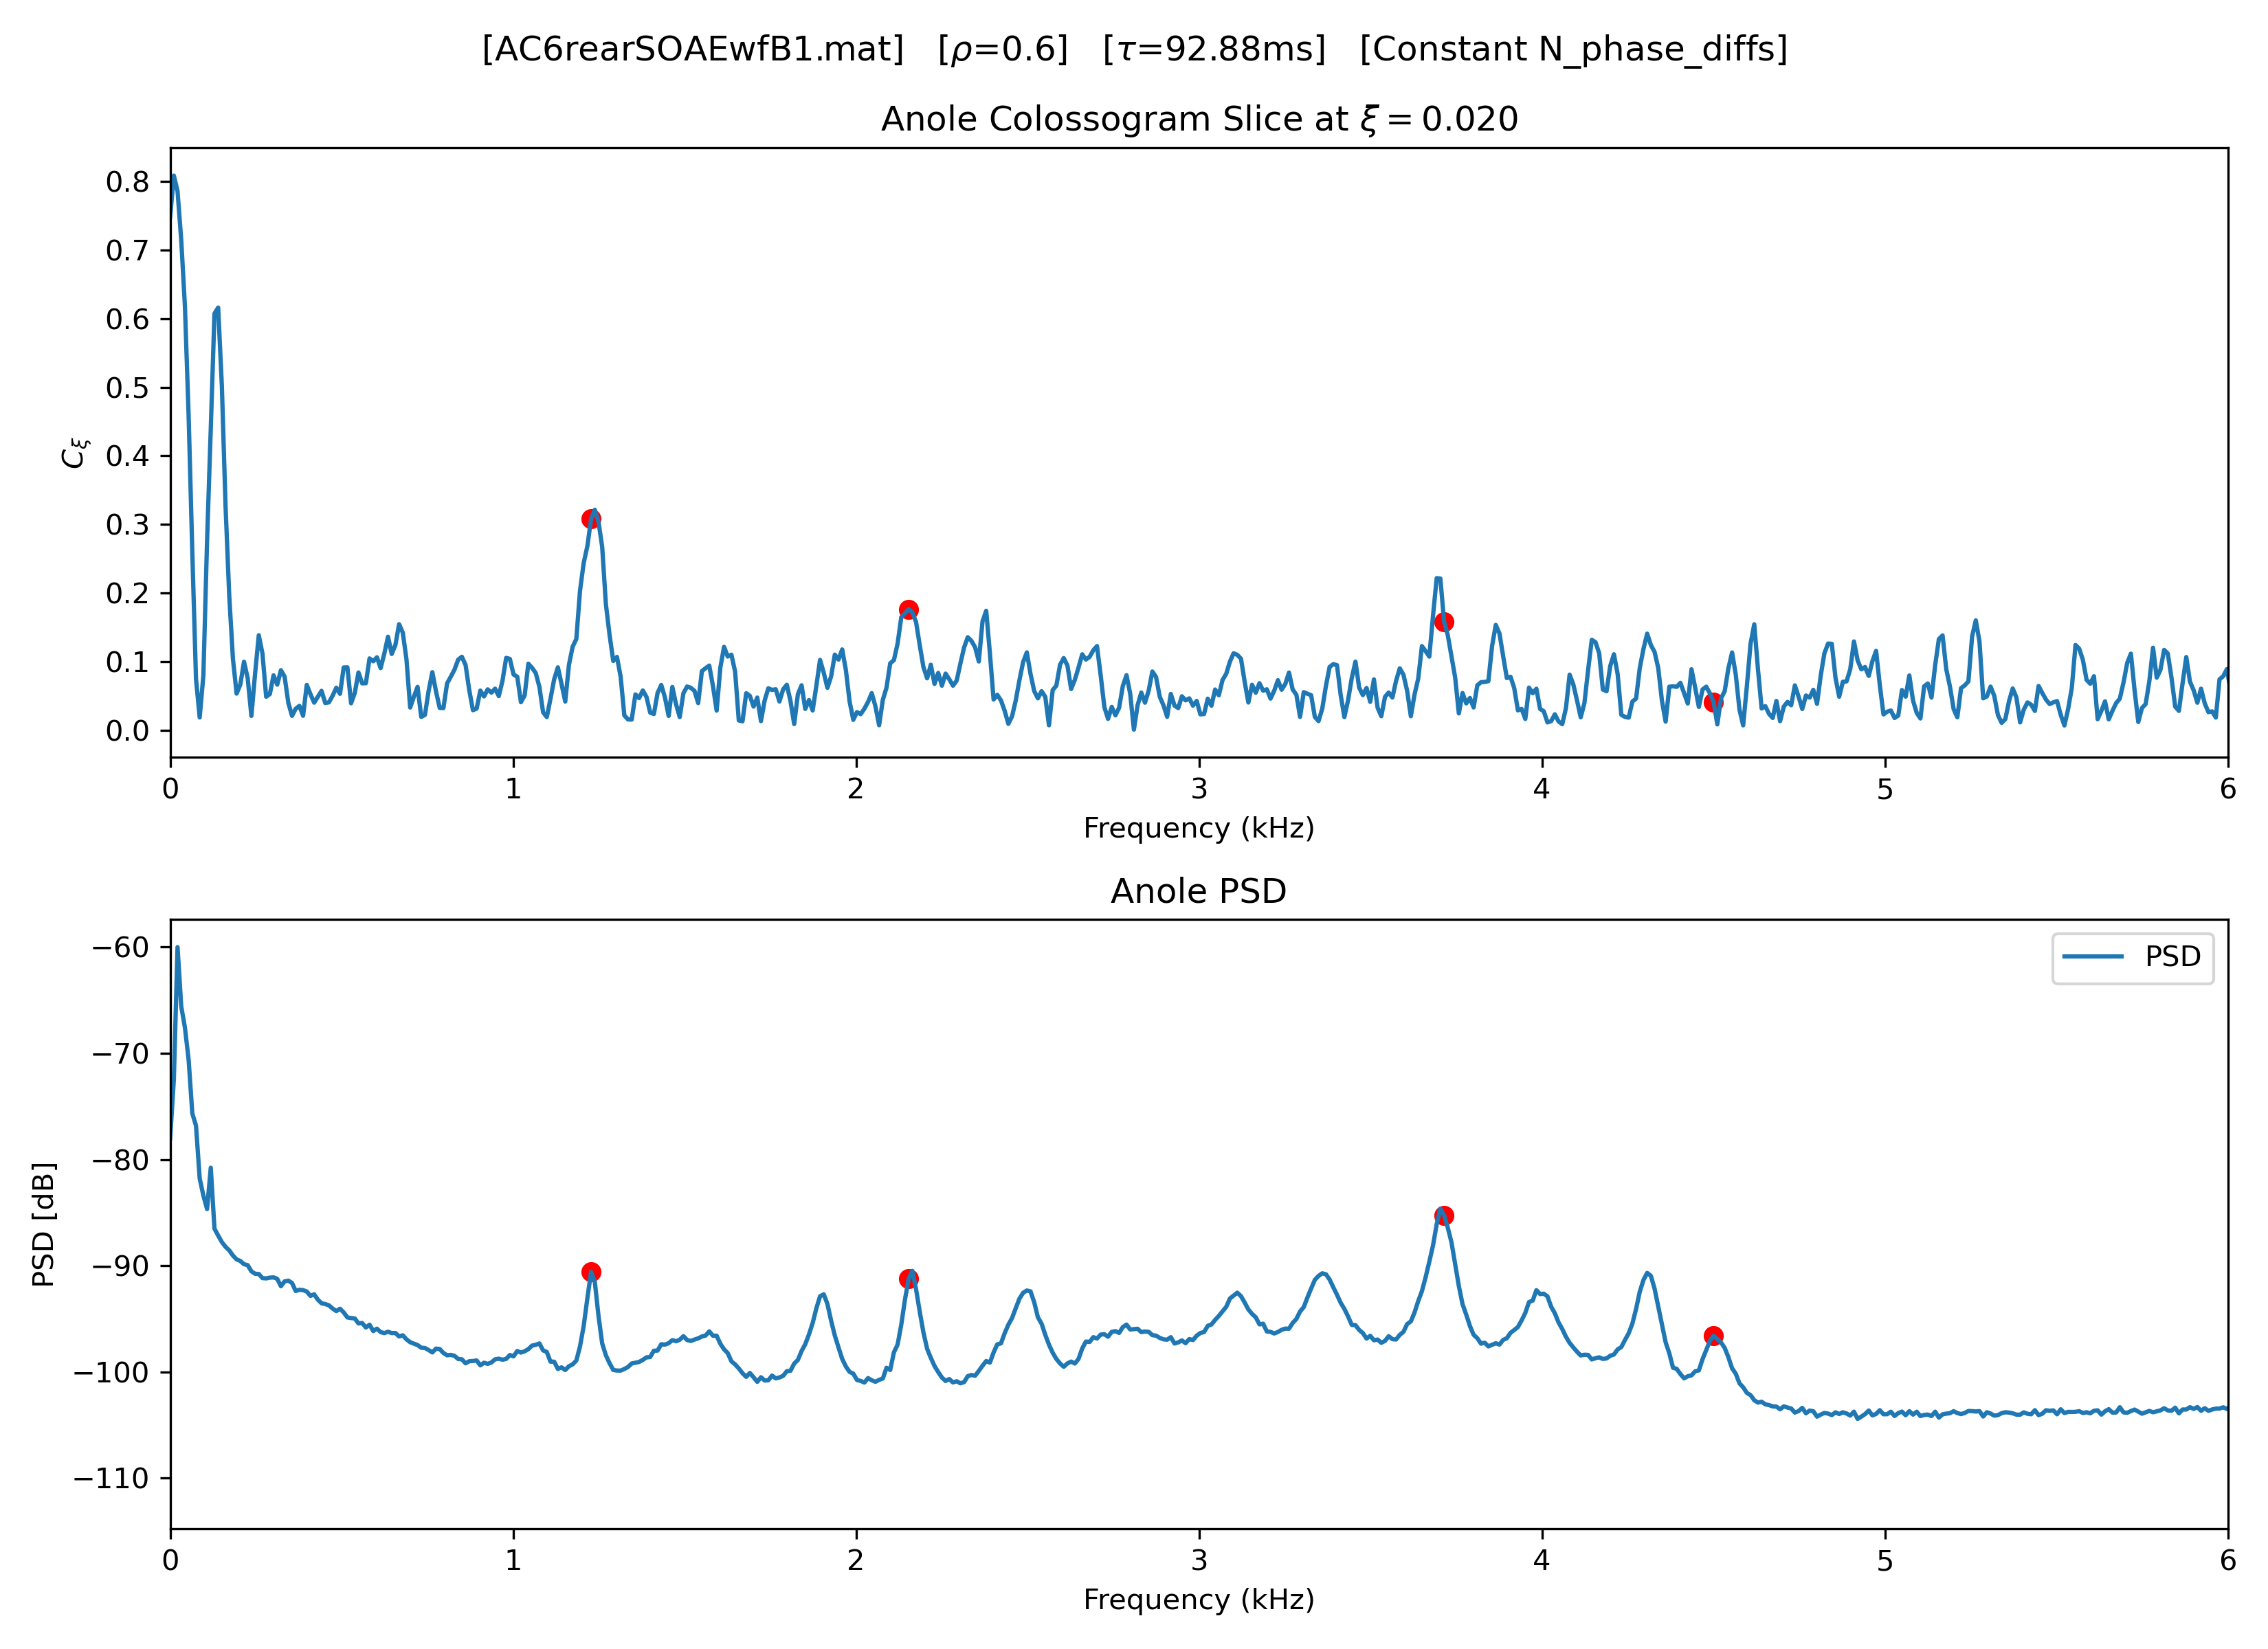 [AC6rearSOAEwfB1.mat]   [ρ=0.6]   [τ=92.88ms]   [Constant N_phase_diffs]
Anole Colossogram Slice at ξ = 0.020
0.8
0.7
0.6
0.5
0.4
0.3
0.2
0.1
0.0
Cξ
0 1 2 3 4 5 6
Frequency (kHz)
Anole PSD
−60
−70
−80
−90
−100
−110
PSD [dB]
PSD
0 1 2 3 4 5 6
Frequency (kHz)